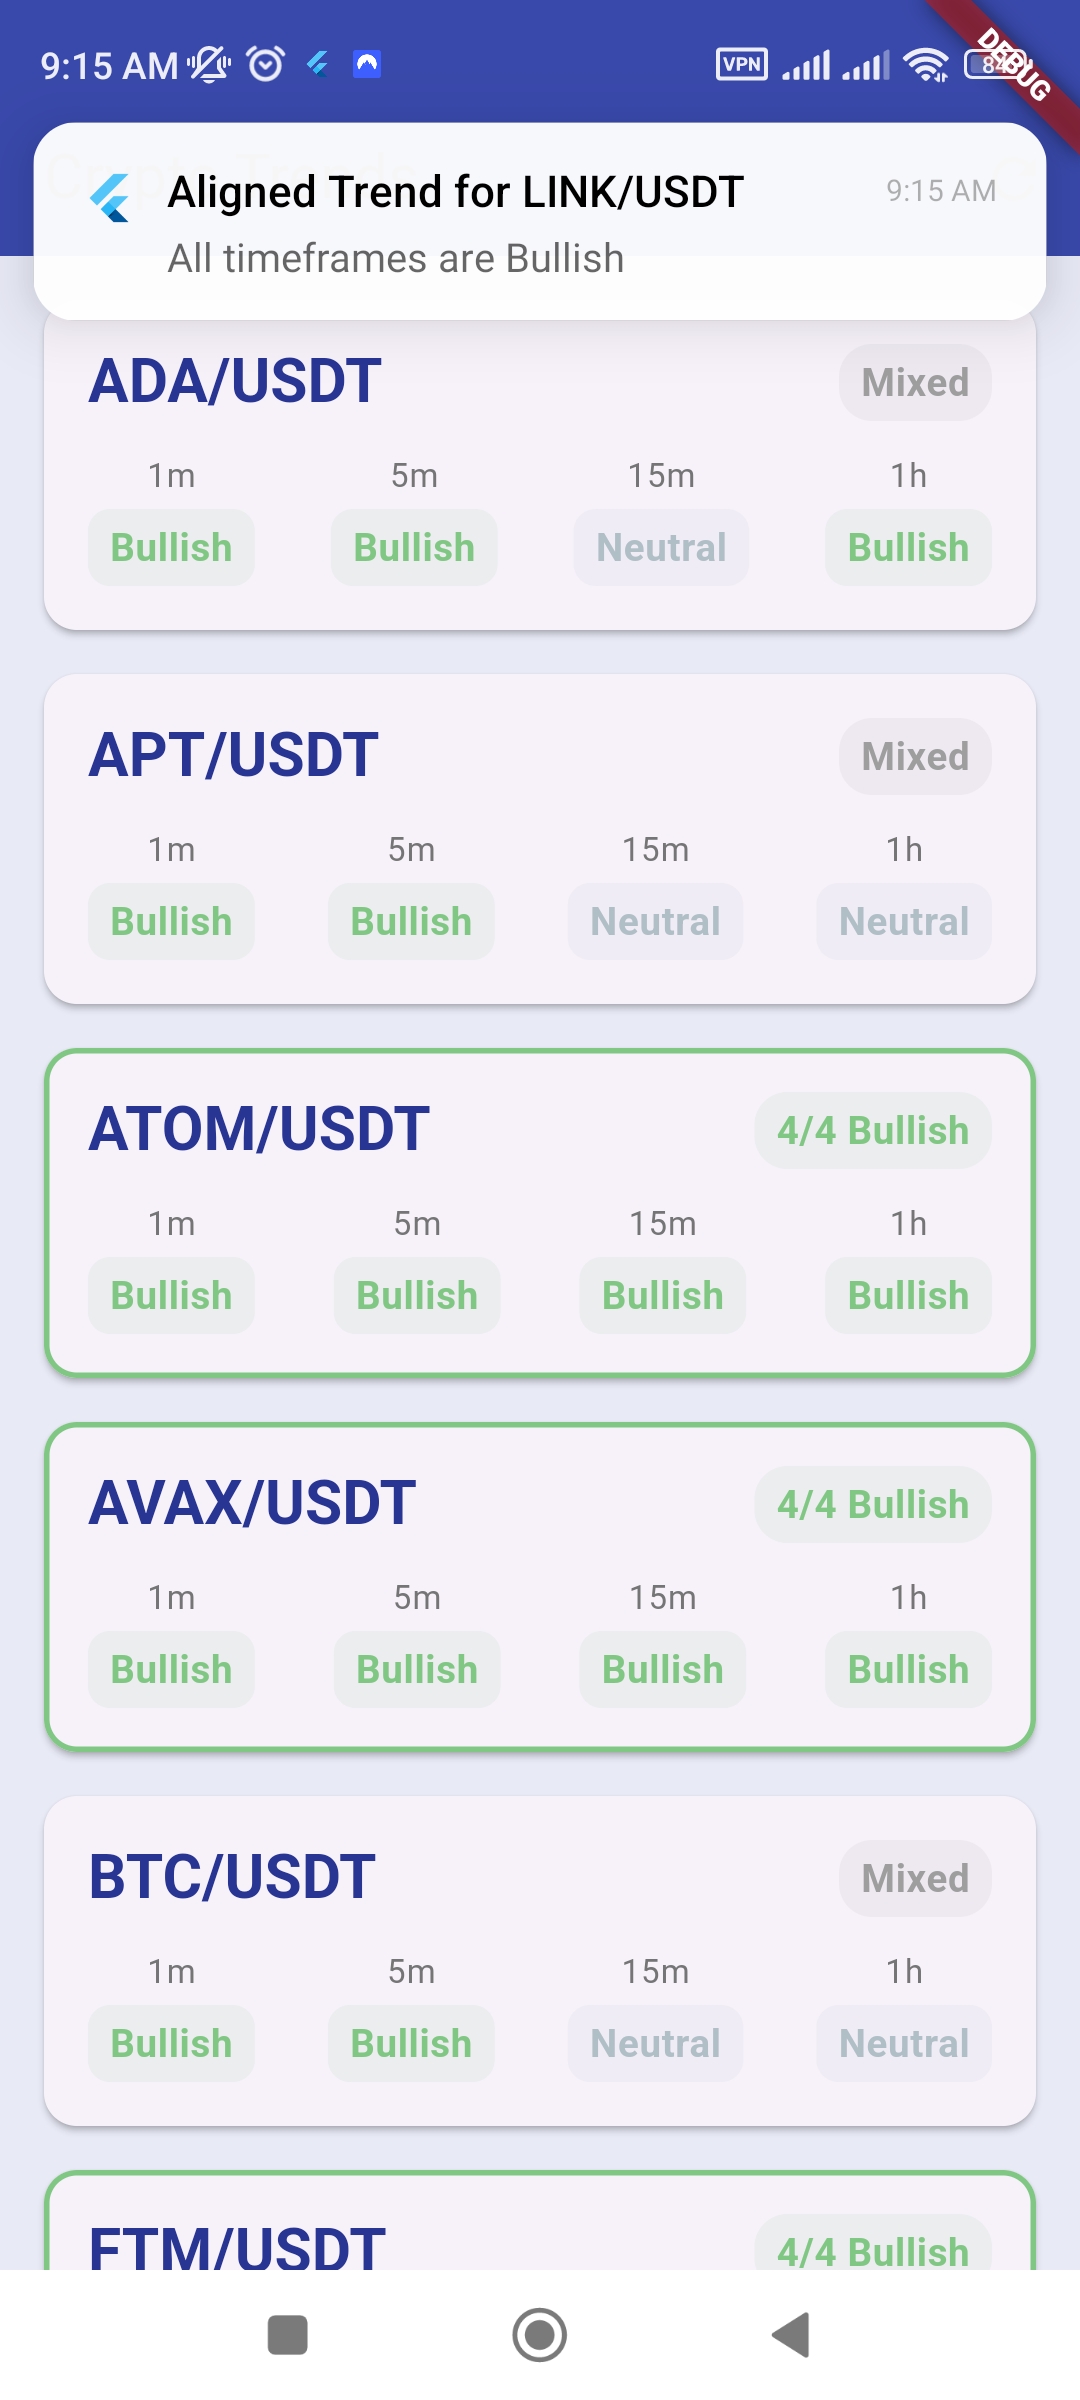 9:15 AM VPN 84 DEBUG
Aligned Trend for LINK/USDT 9:15 AM
All timeframes are Bullish
ADA/USDT Mixed
1m 5m 15m 1h
Bullish Bullish Neutral Bullish
APT/USDT Mixed
1m 5m 15m 1h
Bullish Bullish Neutral Neutral
ATOM/USDT 4/4 Bullish
1m 5m 15m 1h
Bullish Bullish Bullish Bullish
AVAX/USDT 4/4 Bullish
1m 5m 15m 1h
Bullish Bullish Bullish Bullish
BTC/USDT Mixed
1m 5m 15m 1h
Bullish Bullish Neutral Neutral
FTM/USDT 4/4 Bullish